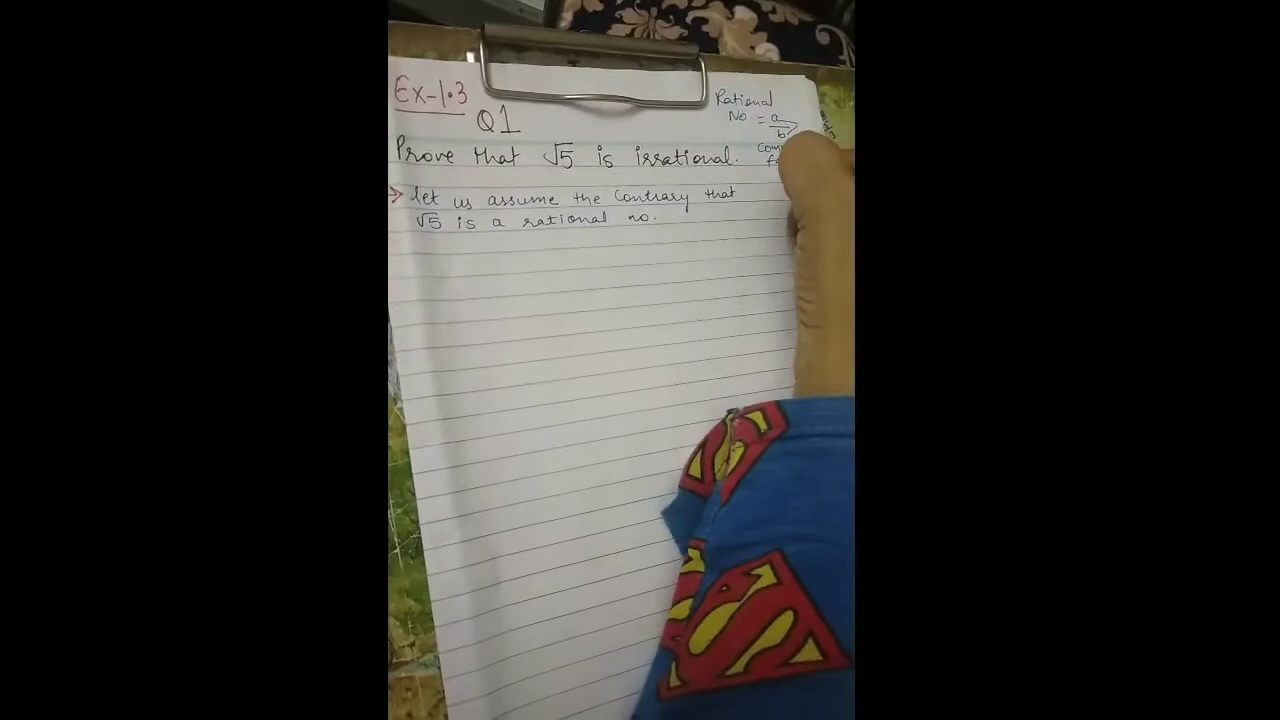 Ex-1.3
Q1
Rational
No. = a/b
Prove that √5 is irrational.
let us assume the Contrary that
√5 is a rational no.